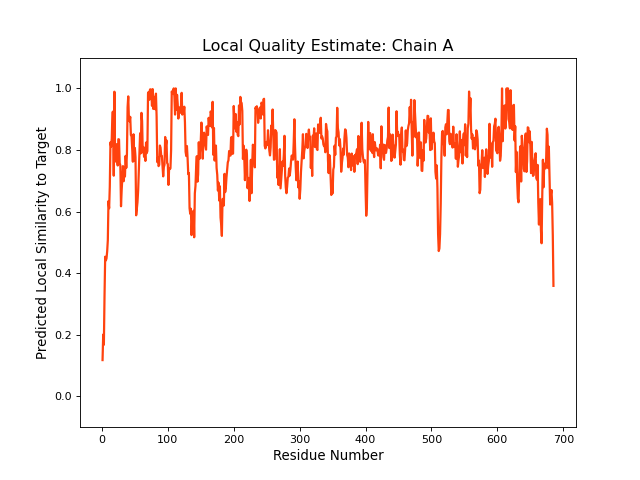 Local Quality Estimate: Chain A
Predicted Local Similarity to Target
1.0
0.8
0.6
0.4
0.2
0.0
0 100 200 300 400 500 600 700
Residue Number